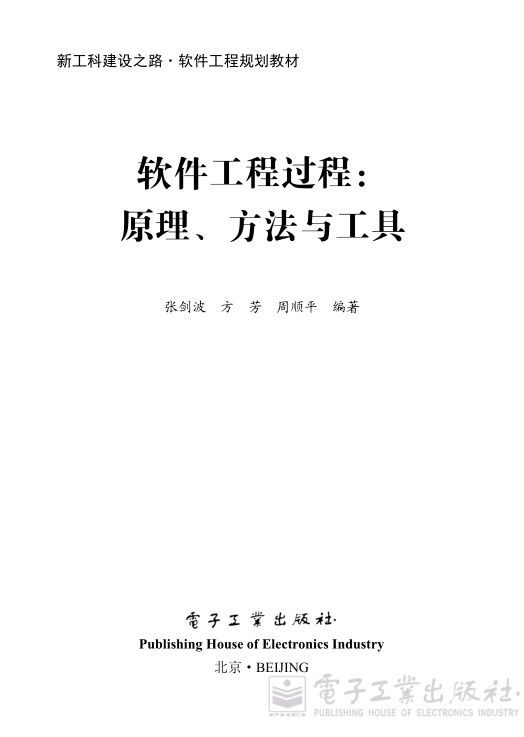 新工科建设之路·软件工程规划教材
软件工程过程：
原理、方法与工具
张剑波 方 芳 周顺平 编著
電子工業出版社·
Publishing House of Electronics Industry
北京·BEIJING
電子工業出版社·
PUBLISHING HOUSE OF ELECTRONICS INDUSTRY